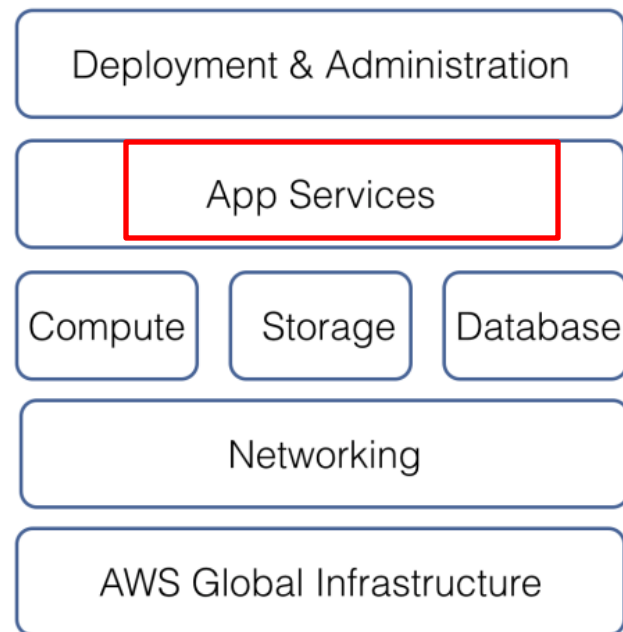 Deployment & Administration
App Services
Compute Storage Database
Networking
AWS Global Infrastructure